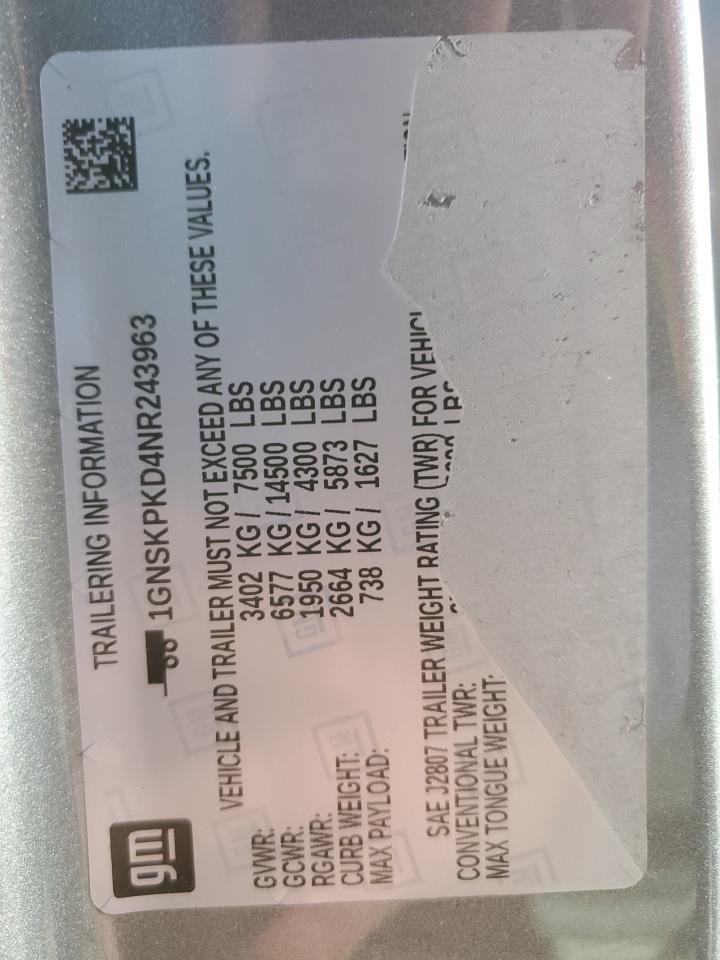 gm
TRAILERING INFORMATION
1GNSKPKD4NR243963
VEHICLE AND TRAILER MUST NOT EXCEED ANY OF THESE VALUES.
GVWR: 3402 KG / 7500 LBS
GCWR: 6577 KG / 14500 LBS
RGAWR: 1950 KG / 4300 LBS
CURB WEIGHT: 2664 KG / 5873 LBS
MAX PAYLOAD: 738 KG / 1627 LBS
SAE J2807 TRAILER WEIGHT RATING (TWR) FOR
CONVENTIONAL TWR: LBS
MAX TONGUE WEIGHT: